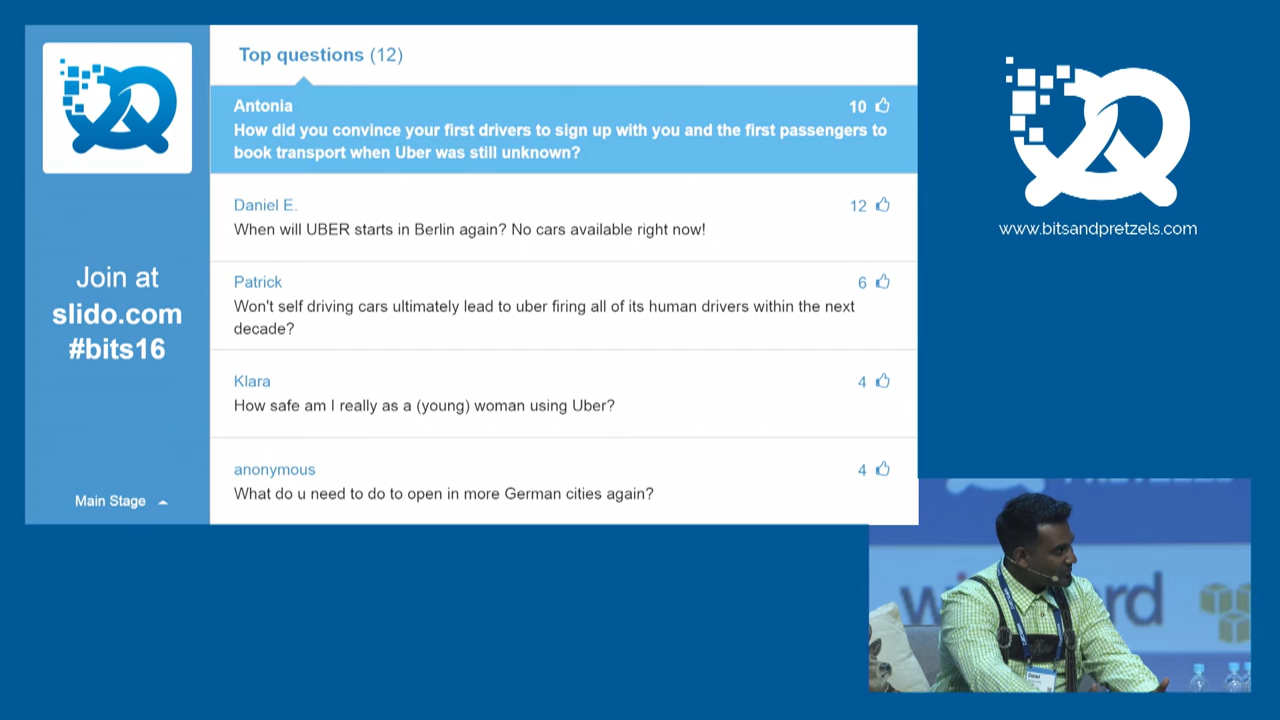 Top questions (12)
Antonia
10
How did you convince your first drivers to sign up with you and the first passengers to
book transport when Uber was still unknown?
Daniel E.
12
When will UBER starts in Berlin again? No cars available right now!
Patrick
6
Won't self driving cars ultimately lead to uber firing all of its human drivers within the next
decade?
Klara
4
How safe am I really as a (young) woman using Uber?
anonymous
4
What do u need to do to open in more German cities again?
Join at
slido.com
#bits16
Main Stage
www.bitsandpretzels.com